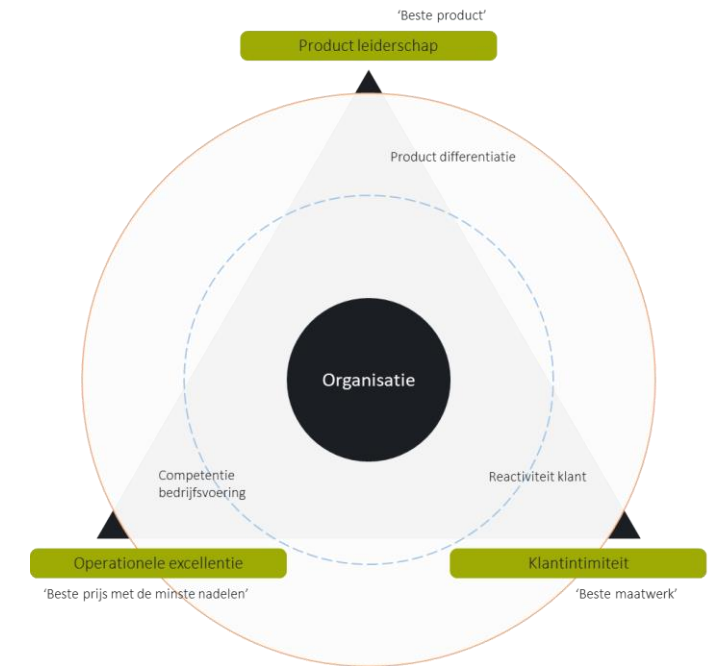 ‘Beste product’
Product leiderschap
Product differentiatie
Organisatie
Competentie
bedrijfsvoering
Reactiviteit klant
Operationele excellentie
Klantintimiteit
‘Beste prijs met de minste nadelen’
‘Beste maatwerk’